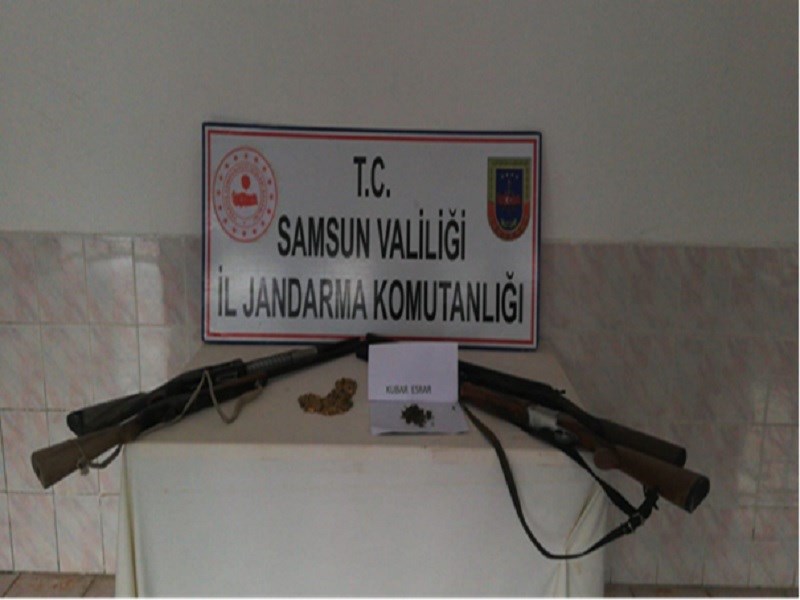 T.C.
SAMSUN VALİLİĞİ
İL JANDARMA KOMUTANLIĞI
KUBAR ESRAR